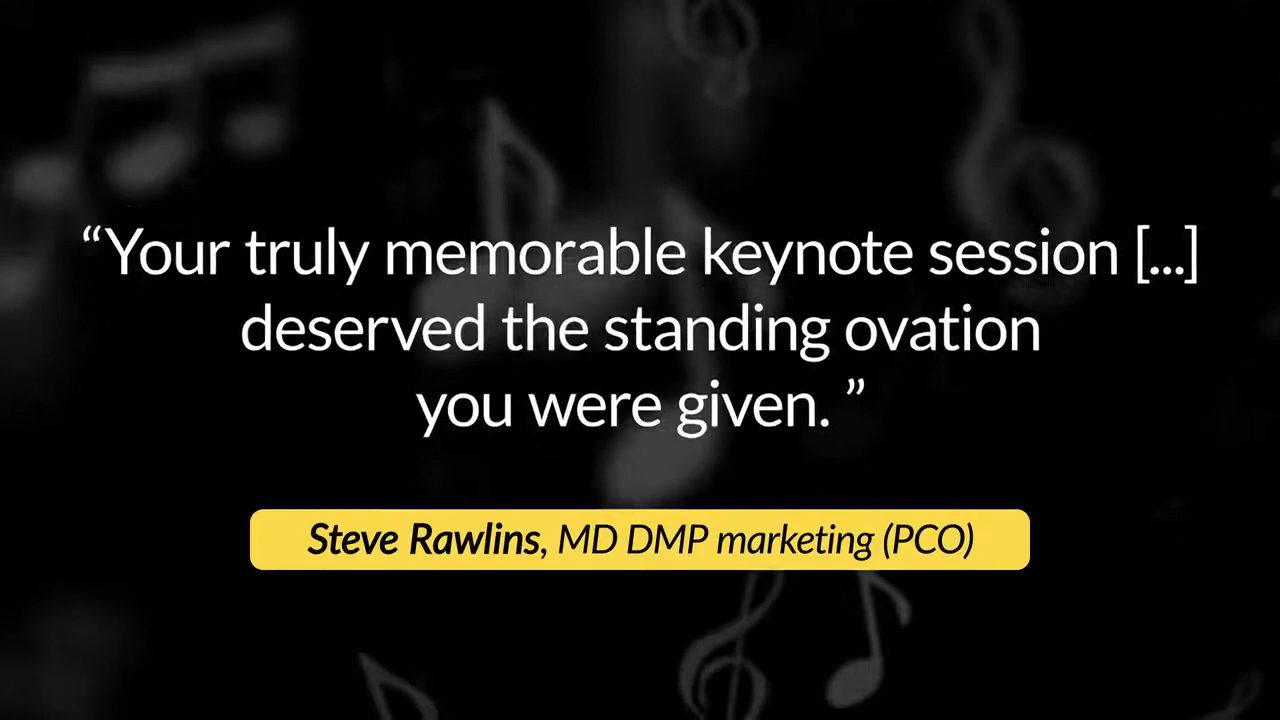 “Your truly memorable keynote session [...]
deserved the standing ovation
you were given. ”
Steve Rawlins, MD DMP marketing (PCO)